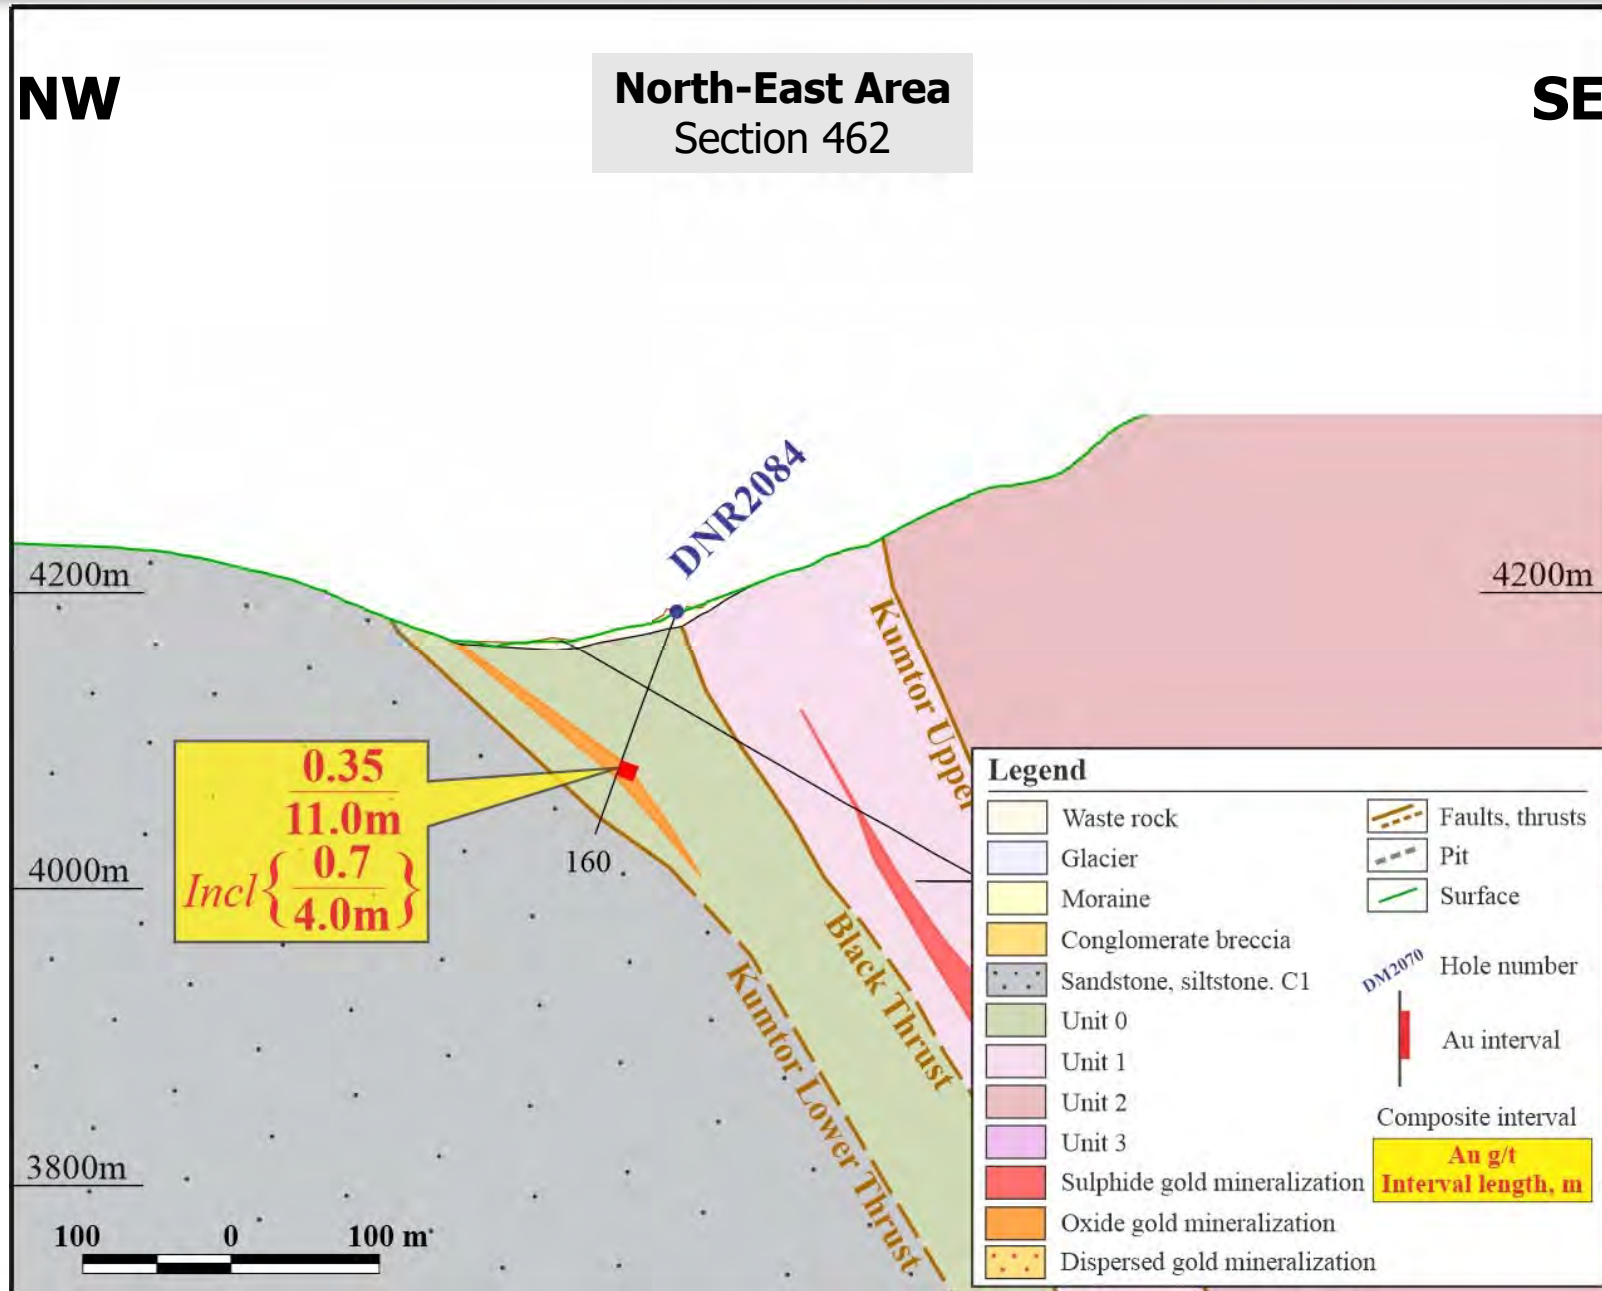 NW
North-East Area
Section 462
SE
DNR2084
4200m
4200m
Kumtor Upper
0.35
11.0m
Incl { 0.7
4.0m }
160
4000m
Black Thrust
Kumtor Lower Thrust
3800m
100 0 100 m
Legend
Waste rock
Glacier
Moraine
Conglomerate breccia
Sandstone, siltstone. C1
Unit 0
Unit 1
Unit 2
Unit 3
Sulphide gold mineralization
Oxide gold mineralization
Dispersed gold mineralization
Faults, thrusts
Pit
Surface
DM2070
Hole number
Au interval
Composite interval
Au g/t
Interval length, m